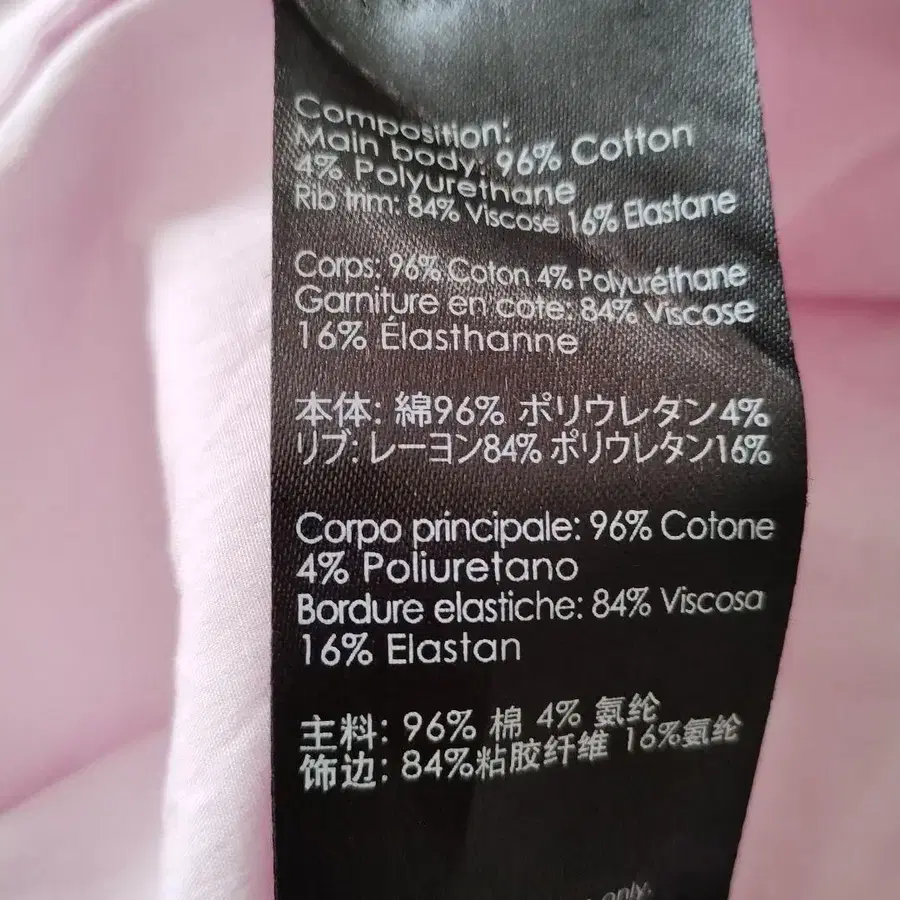 Composition:
Main body: 96% Cotton
4% Polyurethane
Rib trim: 84% Viscose 16% Elastane
Corps: 96% Coton 4% Polyuréthane
Garniture en cote: 84% Viscose
16% Élasthanne
本体: 綿96% ポリウレタン4%
リブ: レーヨン84% ポリウレタン16%
Corpo principale: 96% Cotone
4% Poliuretano
Bordure elastiche: 84% Viscosa
16% Elastan
主料: 96% 棉 4% 氨纶
饰边: 84%粘胶纤维 16%氨纶
only.